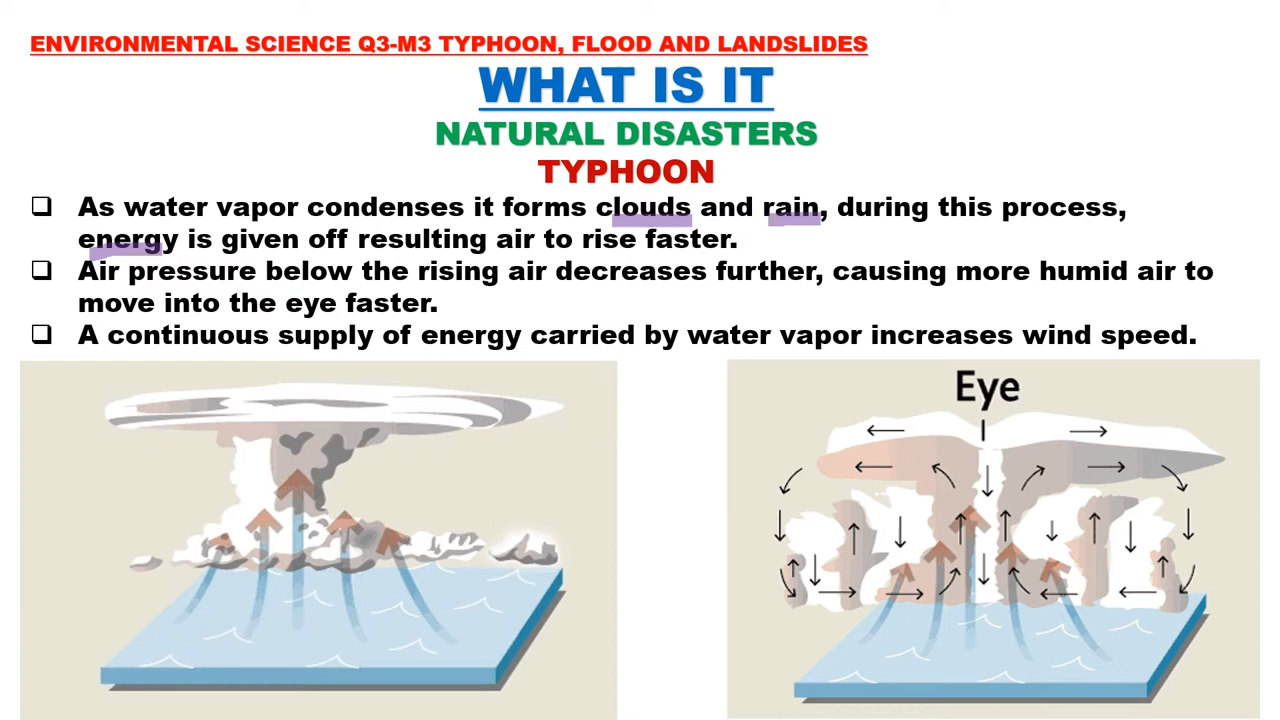 ENVIRONMENTAL SCIENCE Q3-M3 TYPHOON, FLOOD AND LANDSLIDES
WHAT IS IT
NATURAL DISASTERS
TYPHOON
❑ As water vapor condenses it forms clouds and rain, during this process,
energy is given off resulting air to rise faster.
❑ Air pressure below the rising air decreases further, causing more humid air to
move into the eye faster.
❑ A continuous supply of energy carried by water vapor increases wind speed.
Eye